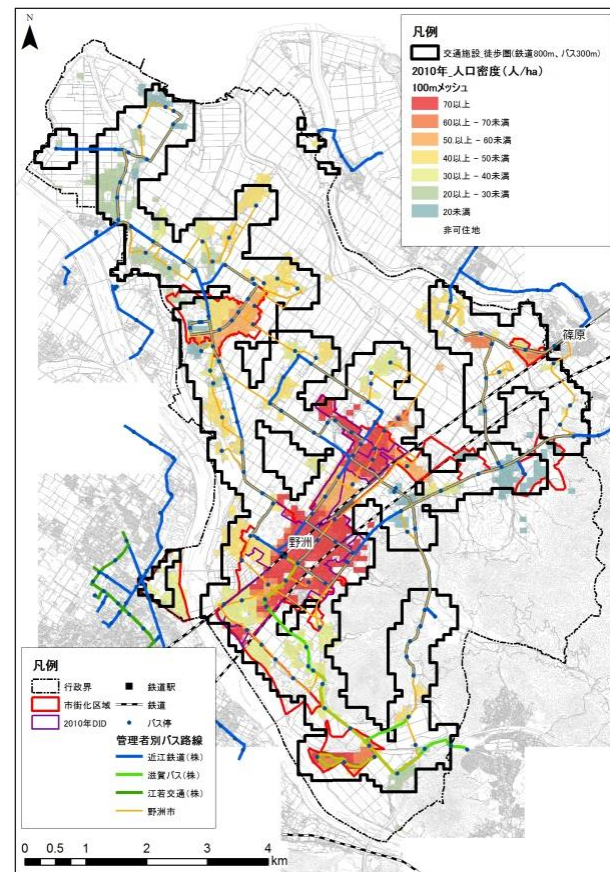 N
凡例
交通施設_徒歩圏(鉄道800m、バス300m)
2010年_人口密度(人/ha)
100mメッシュ
70以上
60以上 - 70未満
50.以上 - 60未満
40以上 - 50未満
30以上 - 40未満
20以上 - 30未満
20未満
非可住地
篠原
野洲
凡例
行政界
鉄道駅
市街化区域
鉄道
2010年DID
バス停
管理者別バス路線
近江鉄道(株)
滋賀バス(株)
江若交通(株)
野洲市
0 0.5 1 2 3 4
km